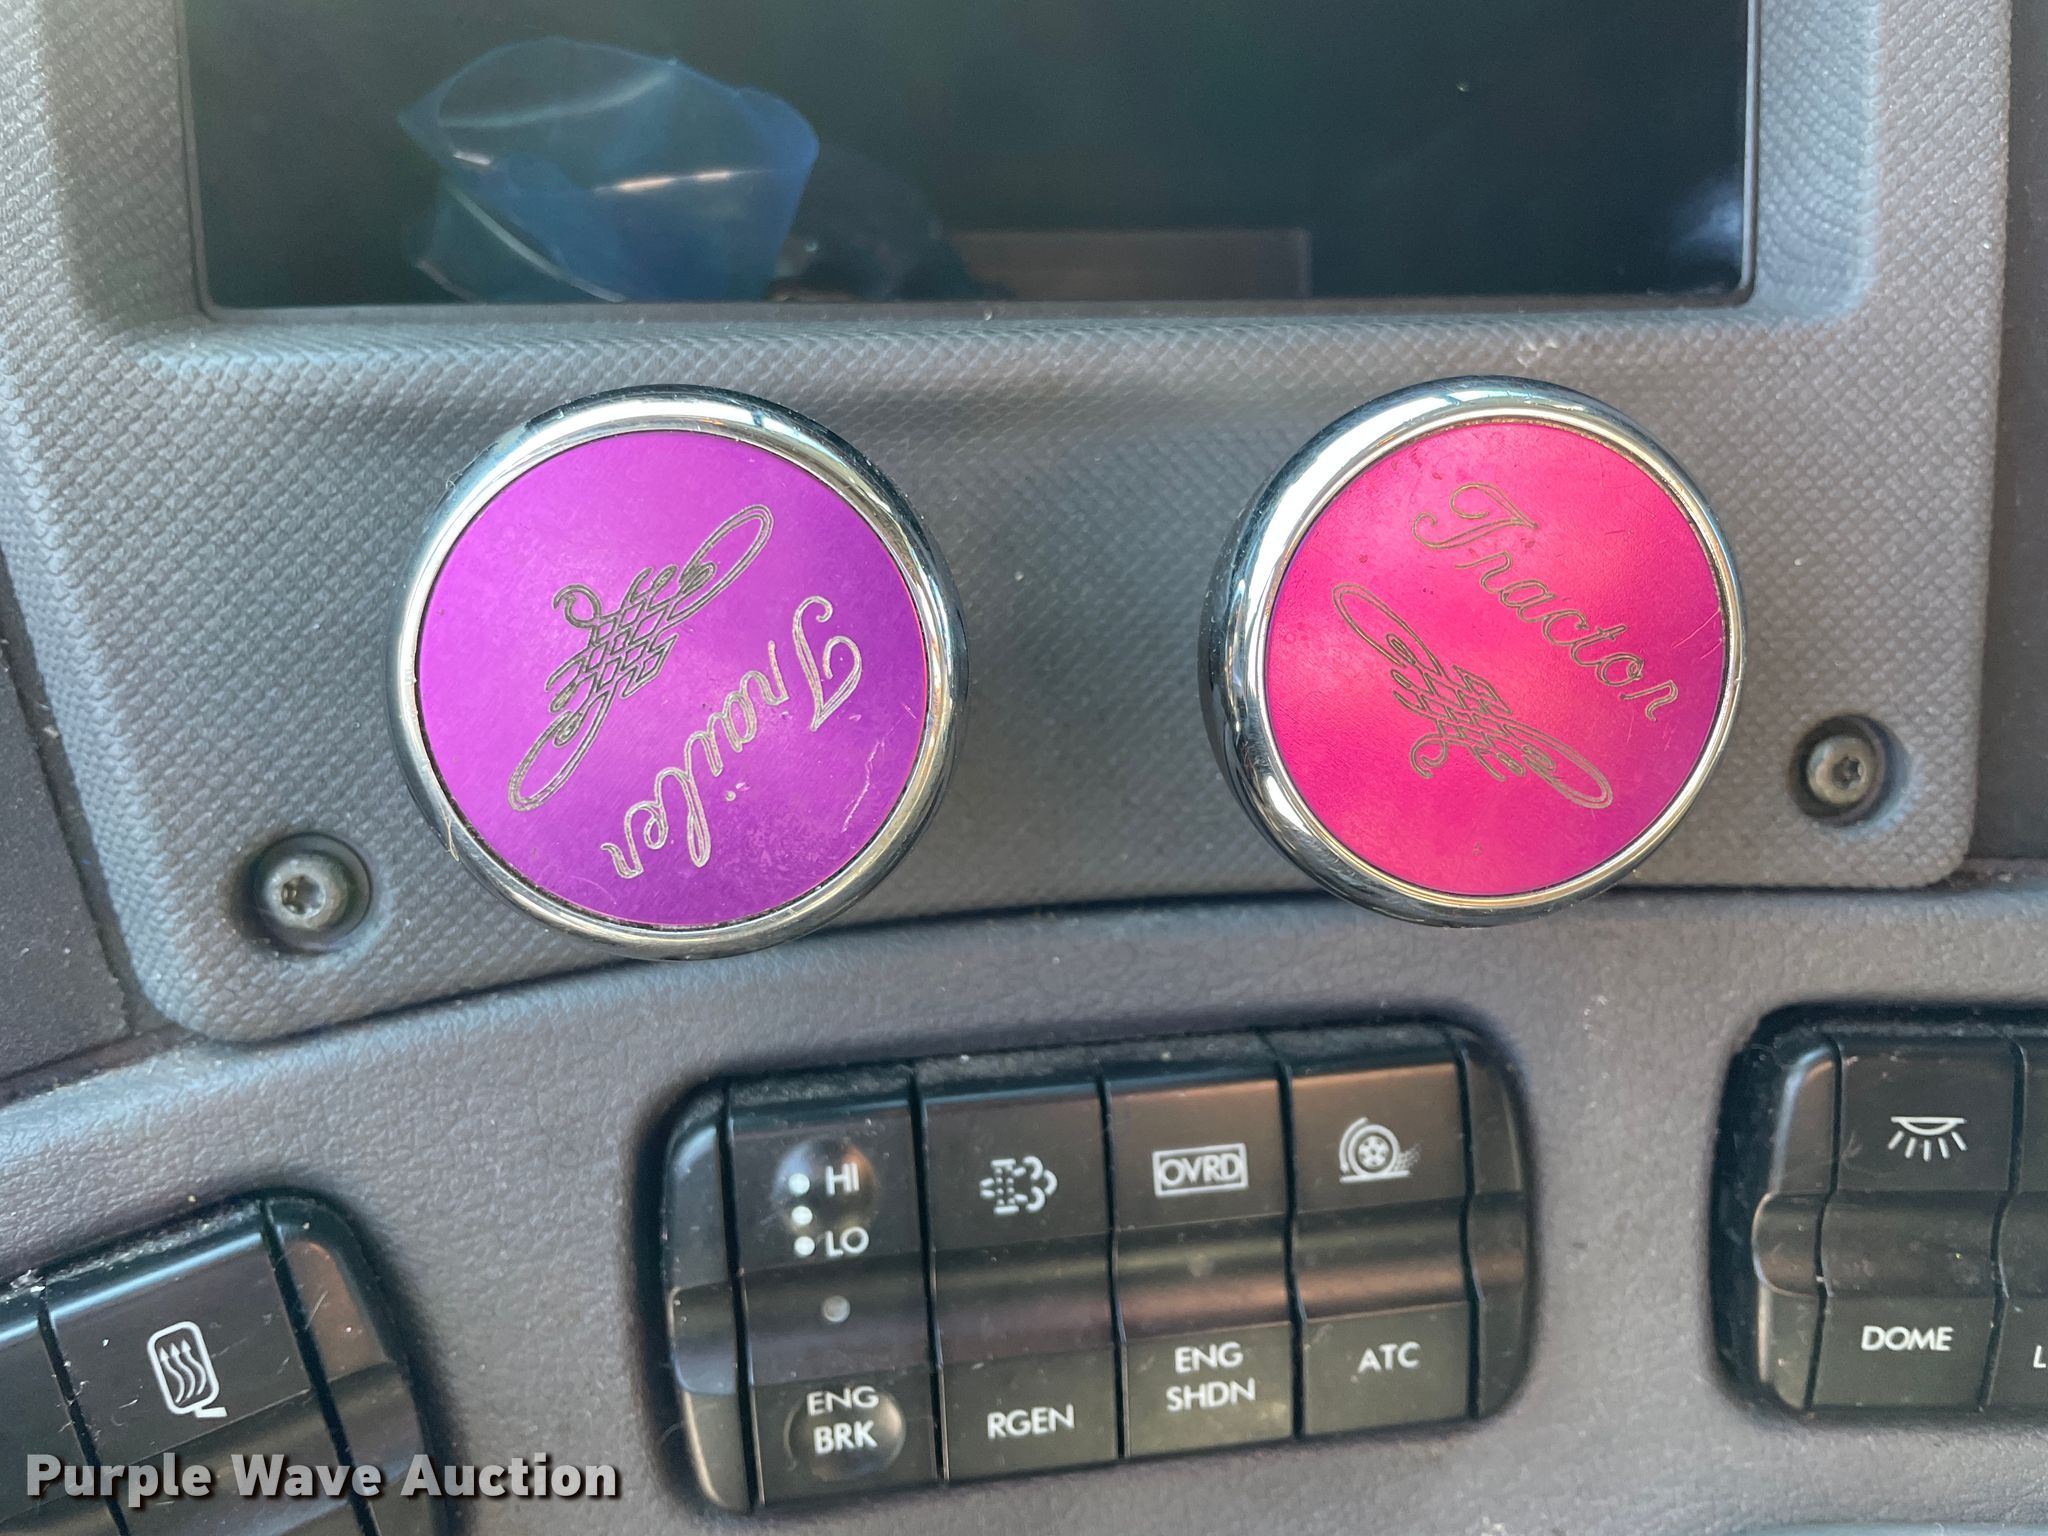 Trailer
Tractor
HI
LO
OVRD
ENG
BRK
RGEN
ENG
SHDN
ATC
DOME
L
Purple Wave Auction